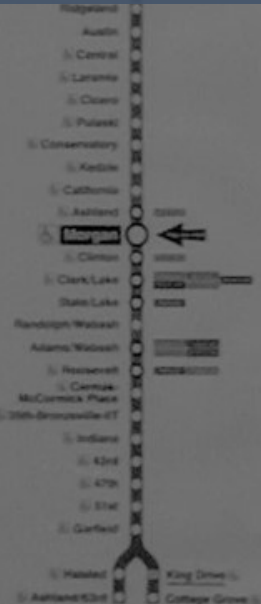 Ridgeland
Austin
Central
Laramie
Cicero
Pulaski
Conservatory
Kedzie
California
Ashland
Morgan
Clinton
Clark/Lake
State/Lake
Randolph/Wabash
Adams/Wabash
Roosevelt
Cermak-
McCormick Place
35th-Bronzeville-IIT
Indiana
43rd
47th
51st
Garfield
Halsted
King Drive
Ashland/63rd
Cottage Grove